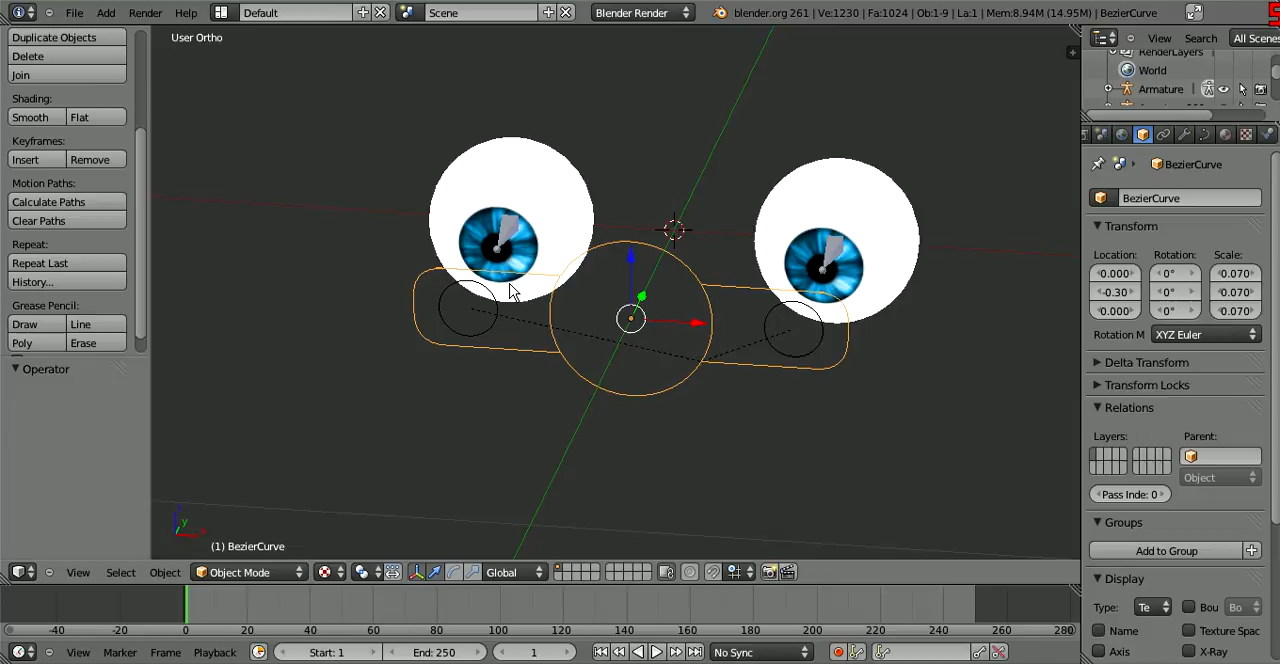 File Add Render Help Default Scene Blender Render blender.org 261 | Ve:1230 | Fa:1024 | Ob:1-9 | La:1 | Mem:8.94M (14.95M) | BezierCurve
Duplicate Objects
Delete
Join
Shading:
Smooth Flat
Keyframes:
Insert Remove
Motion Paths:
Calculate Paths
Clear Paths
Repeat:
Repeat Last
History...
Grease Pencil:
Draw Line
Poly Erase
Operator
User Ortho
z
y
x
(1) BezierCurve
View Search All Scenes
RenderLayers
World
Armature
BezierCurve
BezierCurve
Transform
Location: Rotation: Scale:
0.000 0° 0.070
-0.30 0° 0.070
0.000 0° 0.070
Rotation M XYZ Euler
Delta Transform
Transform Locks
Relations
Layers: Parent:
Object
Pass Inde: 0
Groups
Add to Group
Display
Type: Te Bou Bo
Name Texture Spac
Axis X-Ray
View Select Object Object Mode Global
-40 -20 0 20 40 60 80 100 120 140 160 180 200 220 240 260 280
View Marker Frame Playback Start: 1 End: 250 1 No Sync